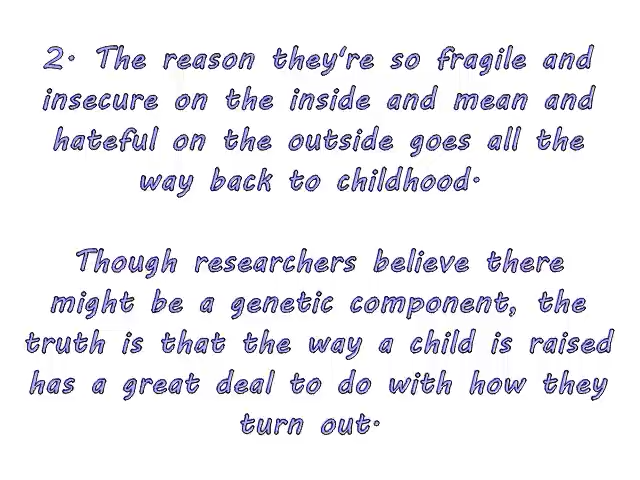 2. The reason they're so fragile and
insecure on the inside and mean and
hateful on the outside goes all the
way back to childhood.
Though researchers believe there
might be a genetic component, the
truth is that the way a child is raised
has a great deal to do with how they
turn out.